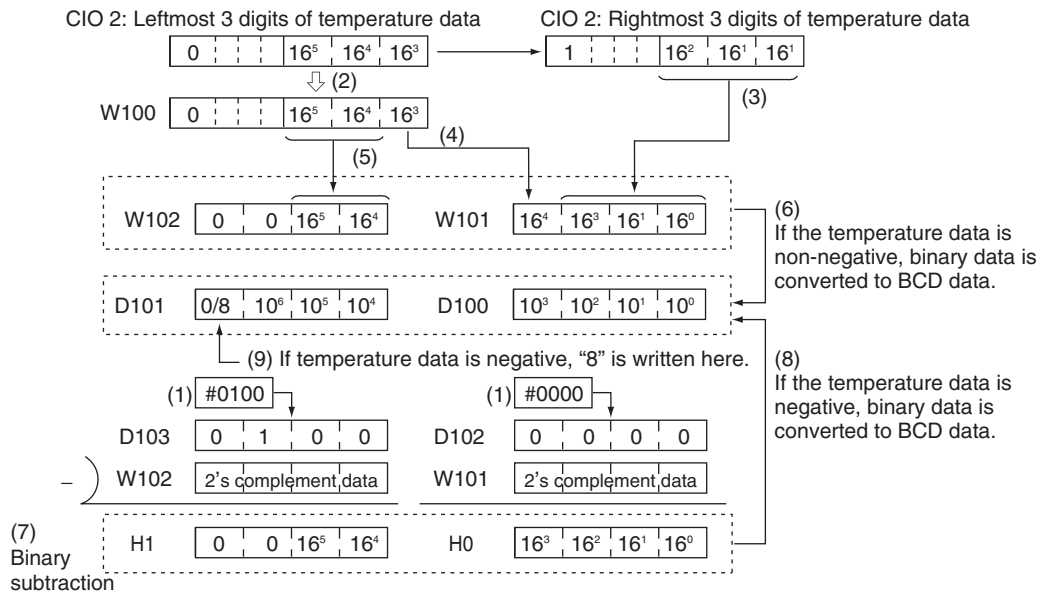 CIO 2: Leftmost 3 digits of temperature data
CIO 2: Rightmost 3 digits of temperature data
0 16⁵ 16⁴ 16³
1 16² 16¹ 16¹
(2)
(3)
W100 0 16⁵ 16⁴ 16³
(4)
(5)
W102 0 0 16⁵ 16⁴
W101 16⁴ 16³ 16¹ 16⁰
(6)
If the temperature data is
non-negative, binary data is
converted to BCD data.
D101 0/8 10⁶ 10⁵ 10⁴
D100 10³ 10² 10¹ 10⁰
(9) If temperature data is negative, “8” is written here.
(8)
If the temperature data is
negative, binary data is
converted to BCD data.
(1) #0100
(1) #0000
D103 0 1 0 0
D102 0 0 0 0
− W102 2's complement data
W101 2's complement data
(7)
Binary
subtraction
H1 0 0 16⁵ 16⁴
H0 16³ 16² 16¹ 16⁰